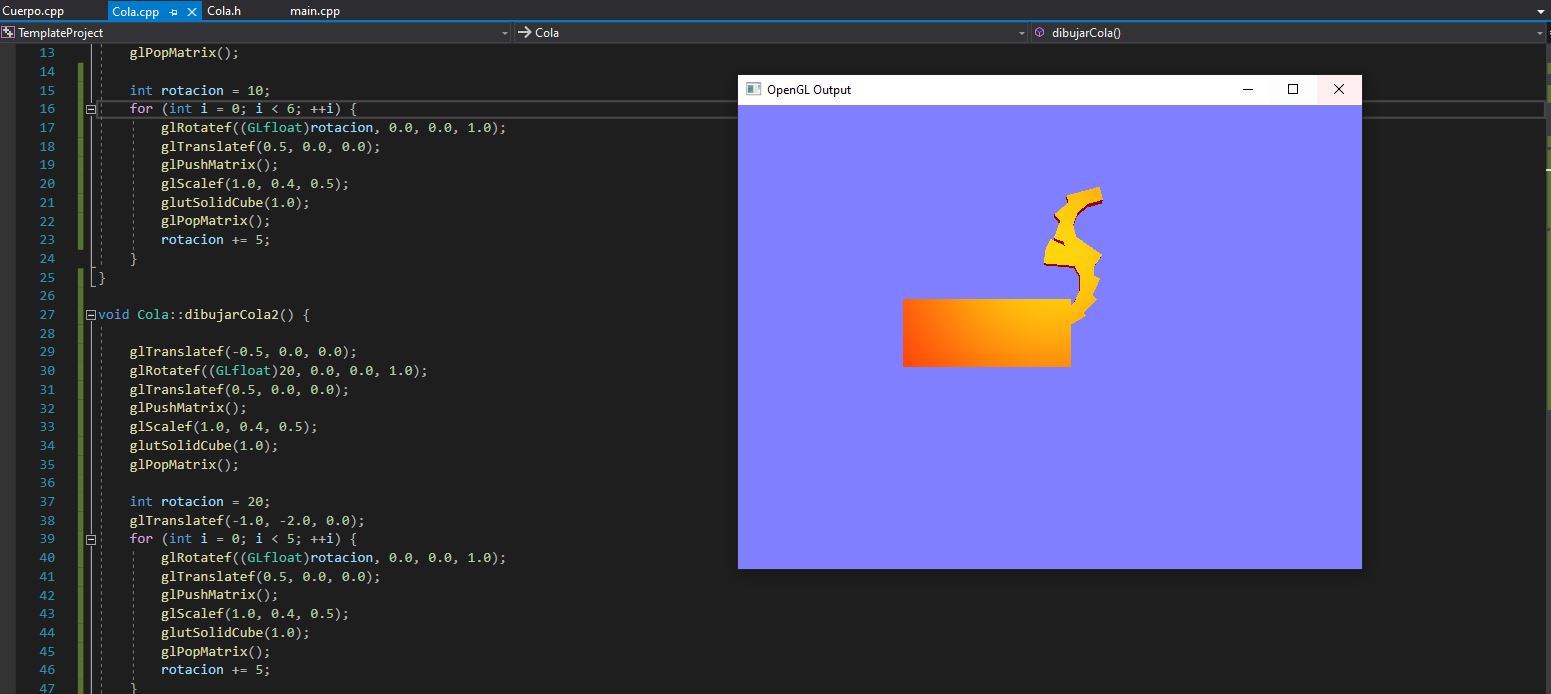 Cuerpo.cpp Cola.cpp Cola.h main.cpp
TemplateProject Cola dibujarCola()
13 glPopMatrix();
14
15 int rotacion = 10;
16 for (int i = 0; i < 6; ++i) {
17 glRotatef((GLfloat)rotacion, 0.0, 0.0, 1.0);
18 glTranslatef(0.5, 0.0, 0.0);
19 glPushMatrix();
20 glScalef(1.0, 0.4, 0.5);
21 glutSolidCube(1.0);
22 glPopMatrix();
23 rotacion += 5;
24 }
25 }
26
27 void Cola::dibujarCola2() {
28
29 glTranslatef(-0.5, 0.0, 0.0);
30 glRotatef((GLfloat)20, 0.0, 0.0, 1.0);
31 glTranslatef(0.5, 0.0, 0.0);
32 glPushMatrix();
33 glScalef(1.0, 0.4, 0.5);
34 glutSolidCube(1.0);
35 glPopMatrix();
36
37 int rotacion = 20;
38 glTranslatef(-1.0, -2.0, 0.0);
39 for (int i = 0; i < 5; ++i) {
40 glRotatef((GLfloat)rotacion, 0.0, 0.0, 1.0);
41 glTranslatef(0.5, 0.0, 0.0);
42 glPushMatrix();
43 glScalef(1.0, 0.4, 0.5);
44 glutSolidCube(1.0);
45 glPopMatrix();
46 rotacion += 5;
47 }
OpenGL Output